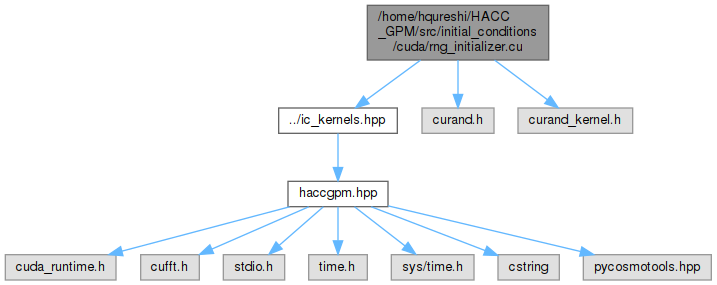 /home/hqureshi/HACC
_GPM/src/initial_conditions
/cuda/rng_initializer.cu
../ic_kernels.hpp
curand.h
curand_kernel.h
haccgpm.hpp
cuda_runtime.h
cufft.h
stdio.h
time.h
sys/time.h
cstring
pycosmotools.hpp